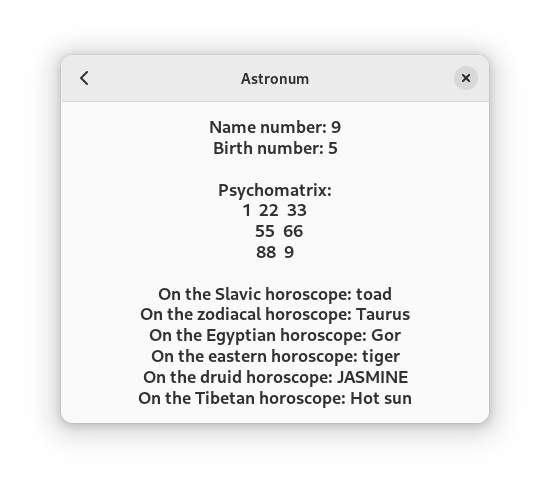 Astronum
Name number: 9
Birth number: 5
Psychomatrix:
1 22 33
55 66
88 9
On the Slavic horoscope: toad
On the zodiacal horoscope: Taurus
On the Egyptian horoscope: Gor
On the eastern horoscope: tiger
On the druid horoscope: JASMINE
On the Tibetan horoscope: Hot sun